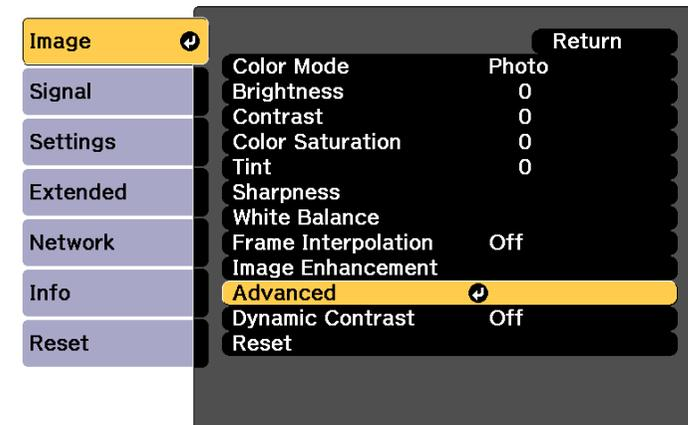 Image
Signal
Settings
Extended
Network
Info
Reset
Return
Color Mode Photo
Brightness 0
Contrast 0
Color Saturation 0
Tint 0
Sharpness
White Balance
Frame Interpolation Off
Image Enhancement
Advanced
Dynamic Contrast Off
Reset